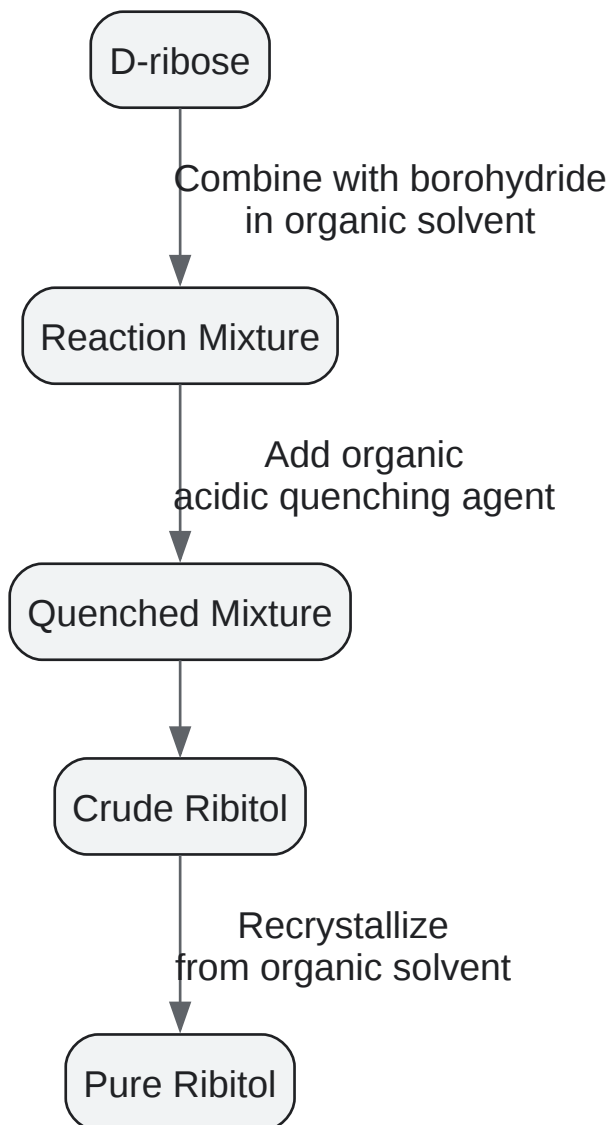 D-ribose
Combine with borohydride
in organic solvent
Reaction Mixture
Add organic
acidic quenching agent
Quenched Mixture
Crude Ribitol
Recrystallize
from organic solvent
Pure Ribitol